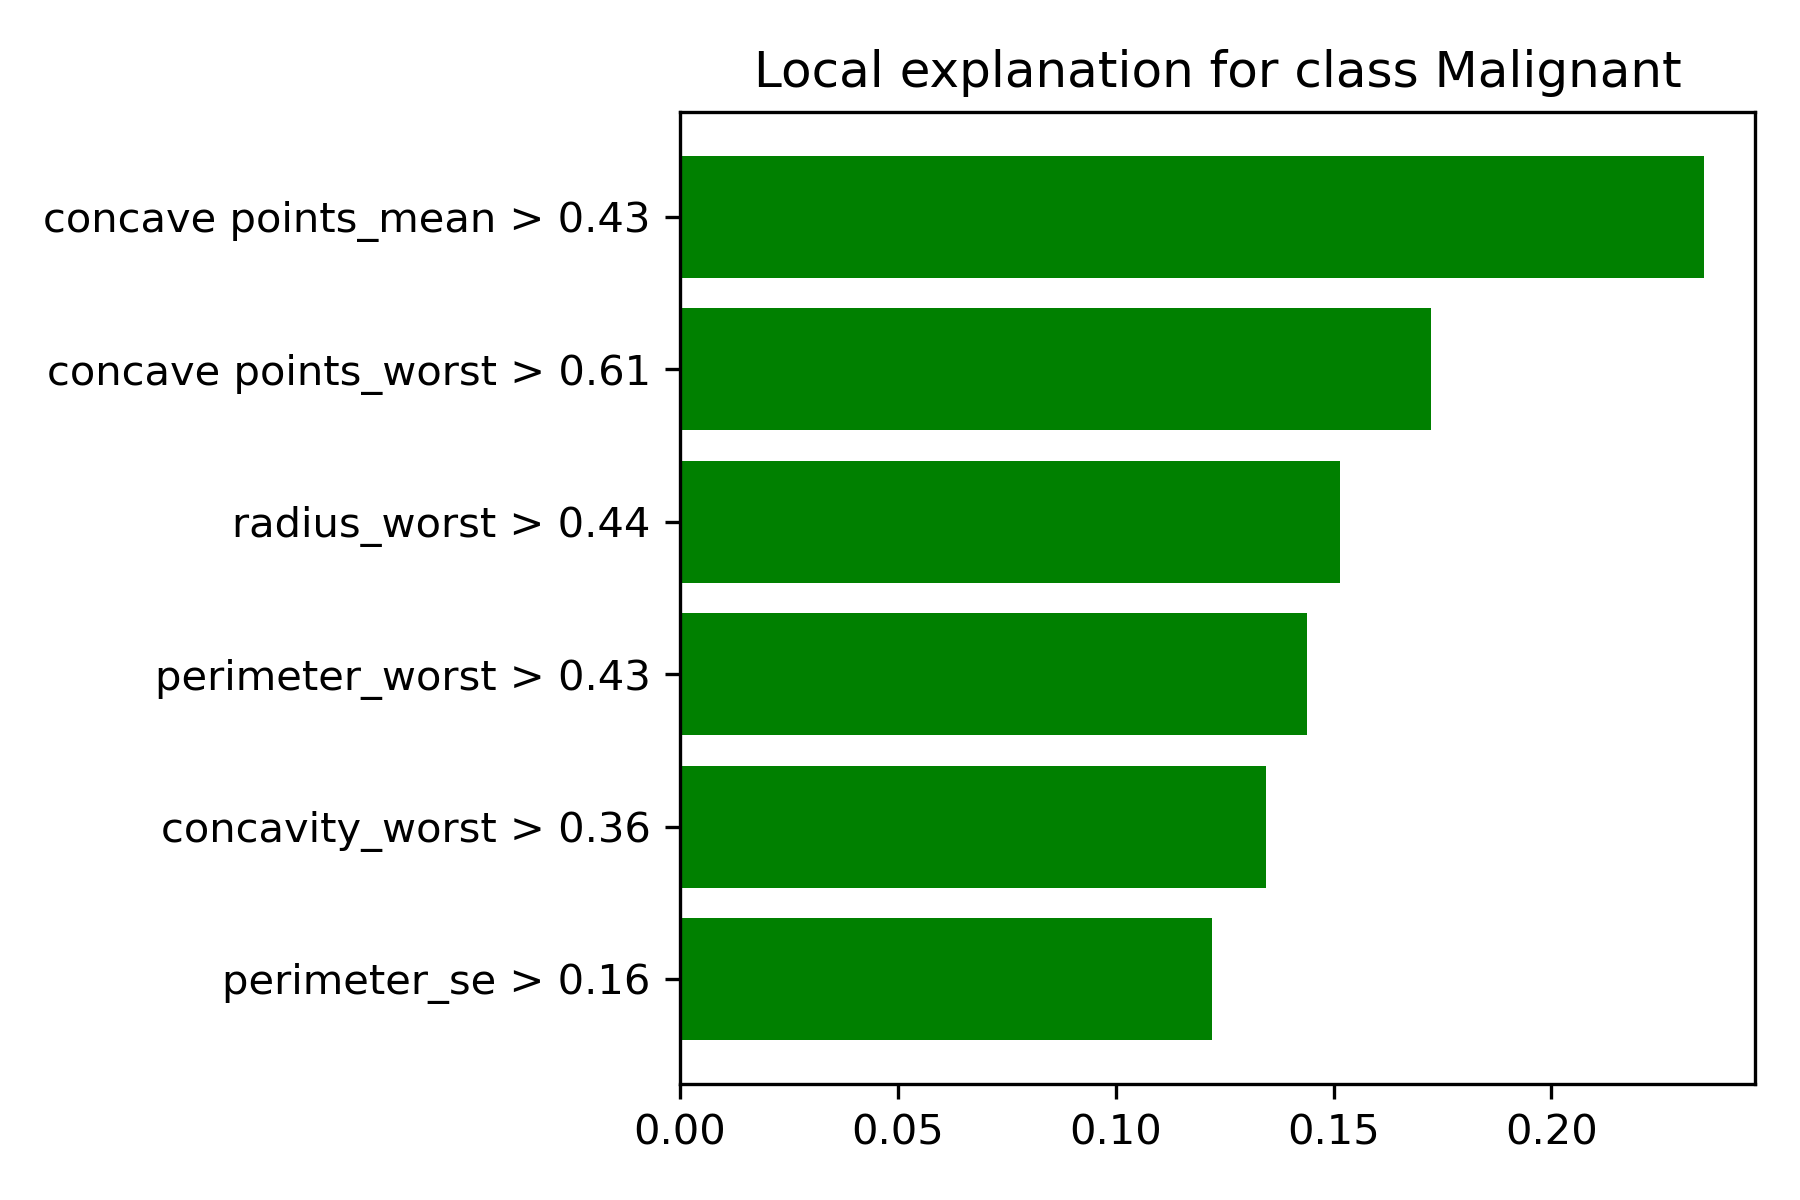 Local explanation for class Malignant
concave points_mean > 0.43
concave points_worst > 0.61
radius_worst > 0.44
perimeter_worst > 0.43
concavity_worst > 0.36
perimeter_se > 0.16
0.00 0.05 0.10 0.15 0.20